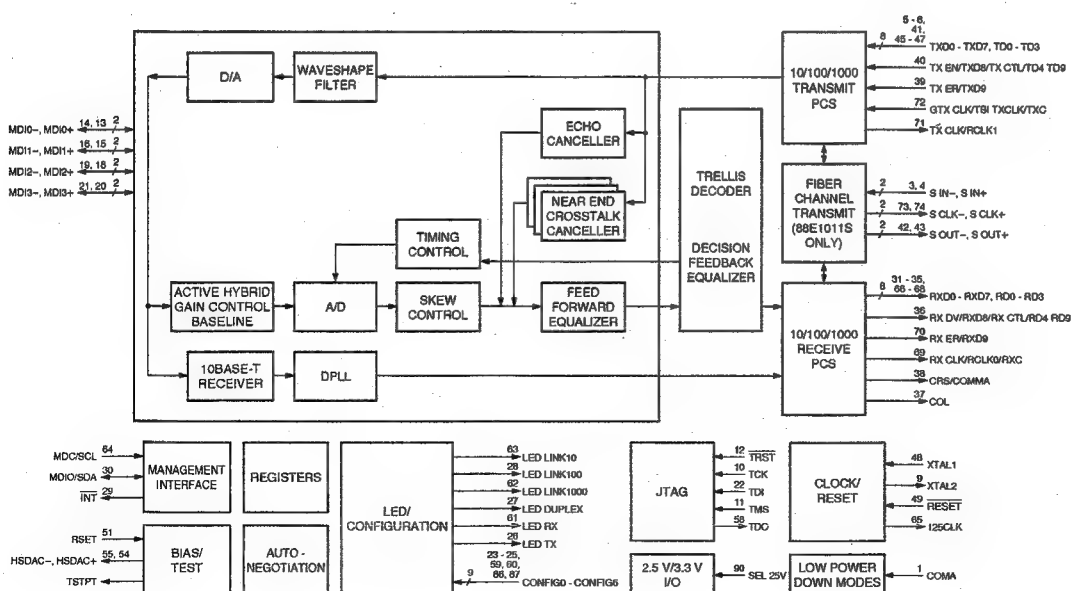 5 - 6,
41,
8 45 - 47 TXD0 - TXD7, TD0 - TD3
40 TX EN/TXD8/TX CTL/TD4 TD9
39 TX ER/TXD9
72 GTX CLK/TSI TXCLK/TXC
71 TX CLK/RCLK1
10/100/1000
TRANSMIT
PCS
D/A
WAVESHAPE
FILTER
MDI0-, MDI0+ 14, 13 2
MDI1-, MDI1+ 16, 15 2
MDI2-, MDI2+ 19, 18 2
MDI3-, MDI3+ 21, 20 2
ECHO
CANCELLER
NEAR END
CROSSTALK
CANCELLER
TRELLIS
DECODER
DECISION
FEEDBACK
EQUALIZER
FIBER
CHANNEL
TRANSMIT
(88E1011S
ONLY)
2 3, 4 S IN-, S IN+
2 73, 74 S CLK-, S CLK+
2 42, 43 S OUT-, S OUT+
TIMING
CONTROL
ACTIVE HYBRID
GAIN CONTROL
BASELINE
A/D
SKEW
CONTROL
FEED
FORWARD
EQUALIZER
10BASE-T
RECEIVER
DPLL
10/100/1000
RECEIVE
PCS
31 - 35,
8 66 - 68 RXD0 - RXD7, RD0 - RD3
36 RX DV/RXD8/RX CTL/RD4 RD9
70 RX ER/RXD9
69 RX CLK/RCLK0/RXC
38 CRS/COMMA
37 COL
MDC/SCL 64
MDIO/SDA 30
INT 29
MANAGEMENT
INTERFACE
REGISTERS
RSET 51
HSDAC-, HSDAC+ 55, 54
TSTPT
BIAS/
TEST
AUTO -
NEGOTIATION
LED/
CONFIGURATION
63 LED LINK10
28 LED LINK100
62 LED LINK1000
27 LED DUPLEX
61 LED RX
26 LED TX
23 - 25,
59, 60,
9 86, 87 CONFIG0 - CONFIG6
JTAG
12 TRST
10 TCK
22 TDI
11 TMS
58 TDO
2.5 V/3.3 V
I/O
90 SEL 25V
CLOCK/
RESET
48 XTAL1
9 XTAL2
49 RESET
65 I25CLK
LOW POWER
DOWN MODES
1 COMA